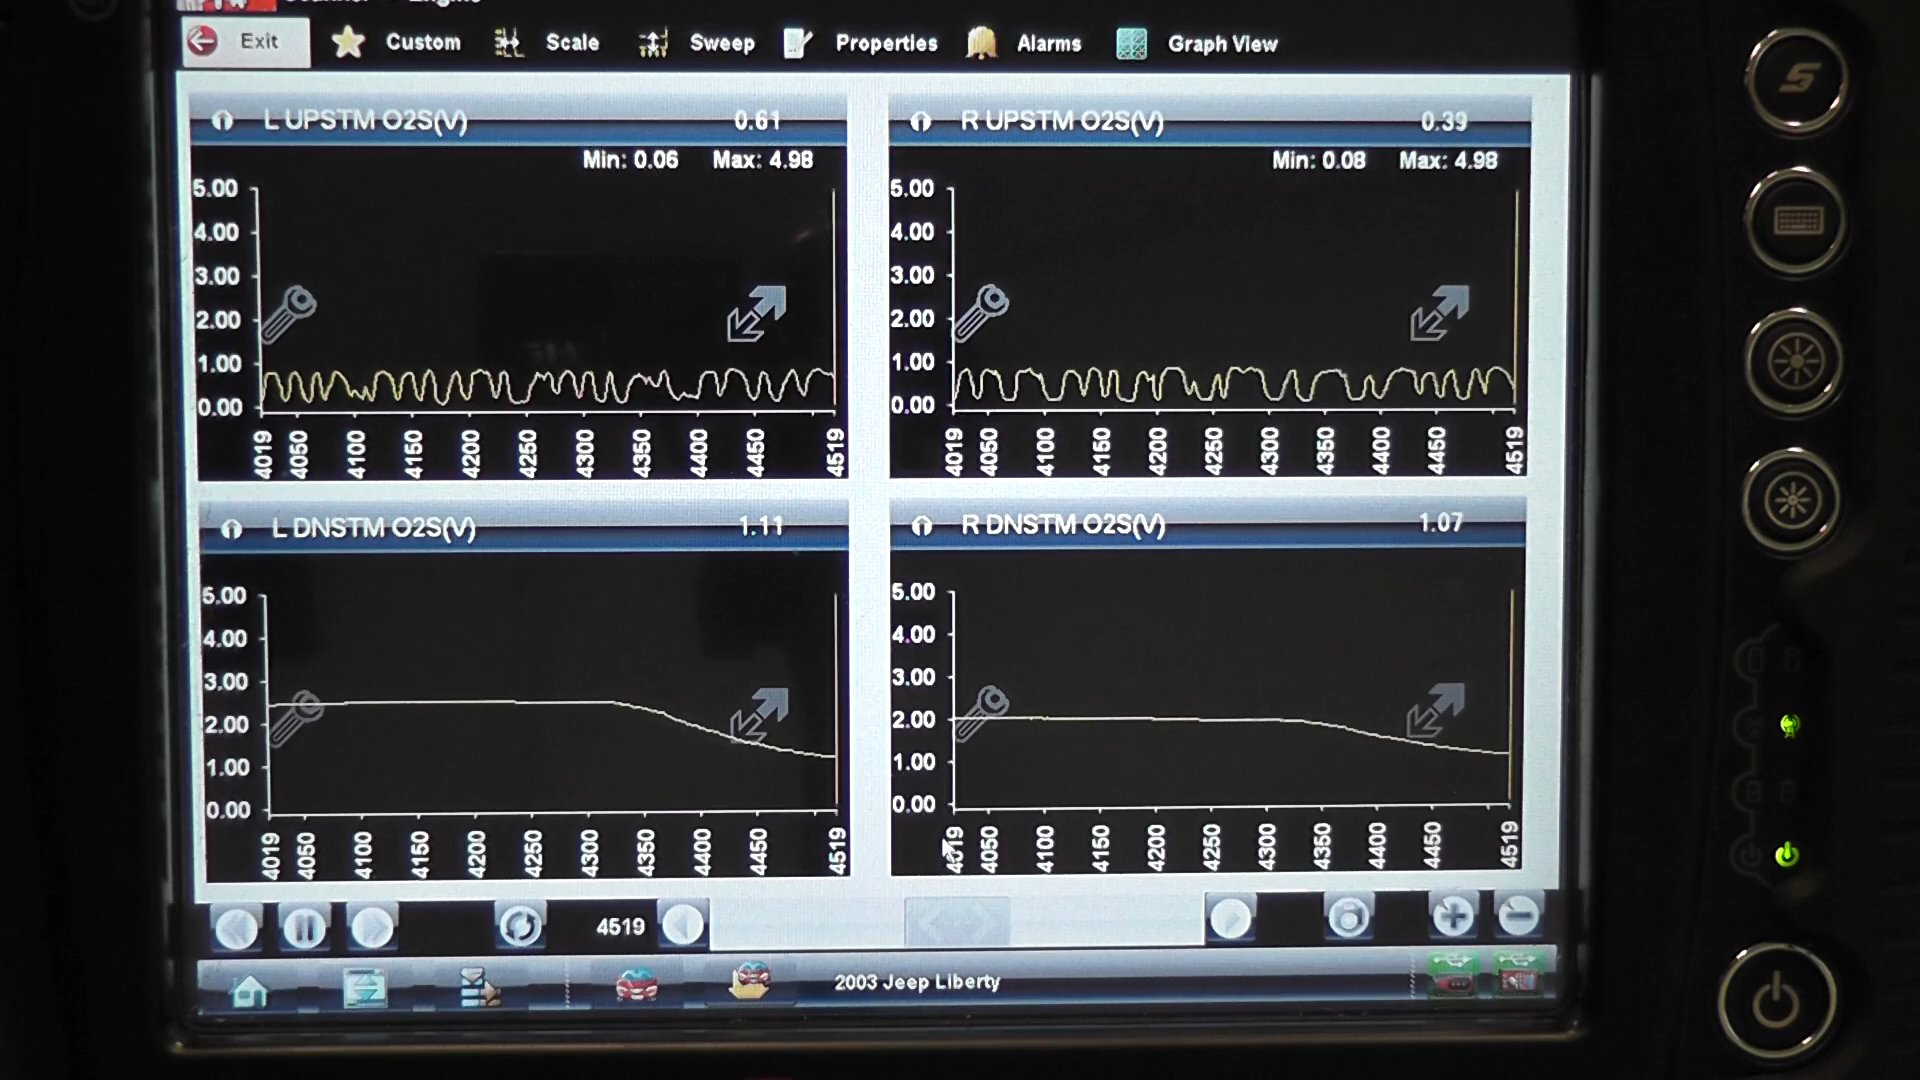 Scanner Engine
Exit Custom Scale Sweep Properties Alarms Graph View
L UPSTM O2S(V) 0.61
Min: 0.06 Max: 4.98
5.00
4.00
3.00
2.00
1.00
0.00
4019 4050 4100 4150 4200 4250 4300 4350 4400 4450 4519
R UPSTM O2S(V) 0.39
Min: 0.08 Max: 4.98
5.00
4.00
3.00
2.00
1.00
0.00
4019 4050 4100 4150 4200 4250 4300 4350 4400 4450 4519
L DNSTM O2S(V) 1.11
5.00
4.00
3.00
2.00
1.00
0.00
4019 4050 4100 4150 4200 4250 4300 4350 4400 4450 4519
R DNSTM O2S(V) 1.07
5.00
4.00
3.00
2.00
1.00
0.00
4019 4050 4100 4150 4200 4250 4300 4350 4400 4450 4519
4519
2003 Jeep Liberty
S